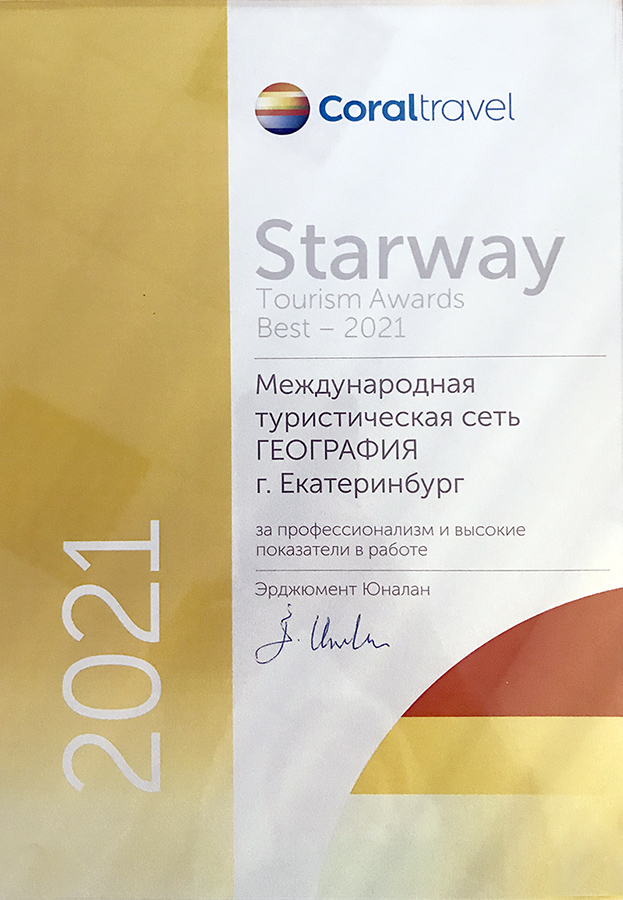 Coraltravel
Starway
Tourism Awards
Best – 2021
Международная
туристическая сеть
ГЕОГРАФИЯ
г. Екатеринбург
за профессионализм и высокие
показатели в работе
Эрджюмент Юналан
2021